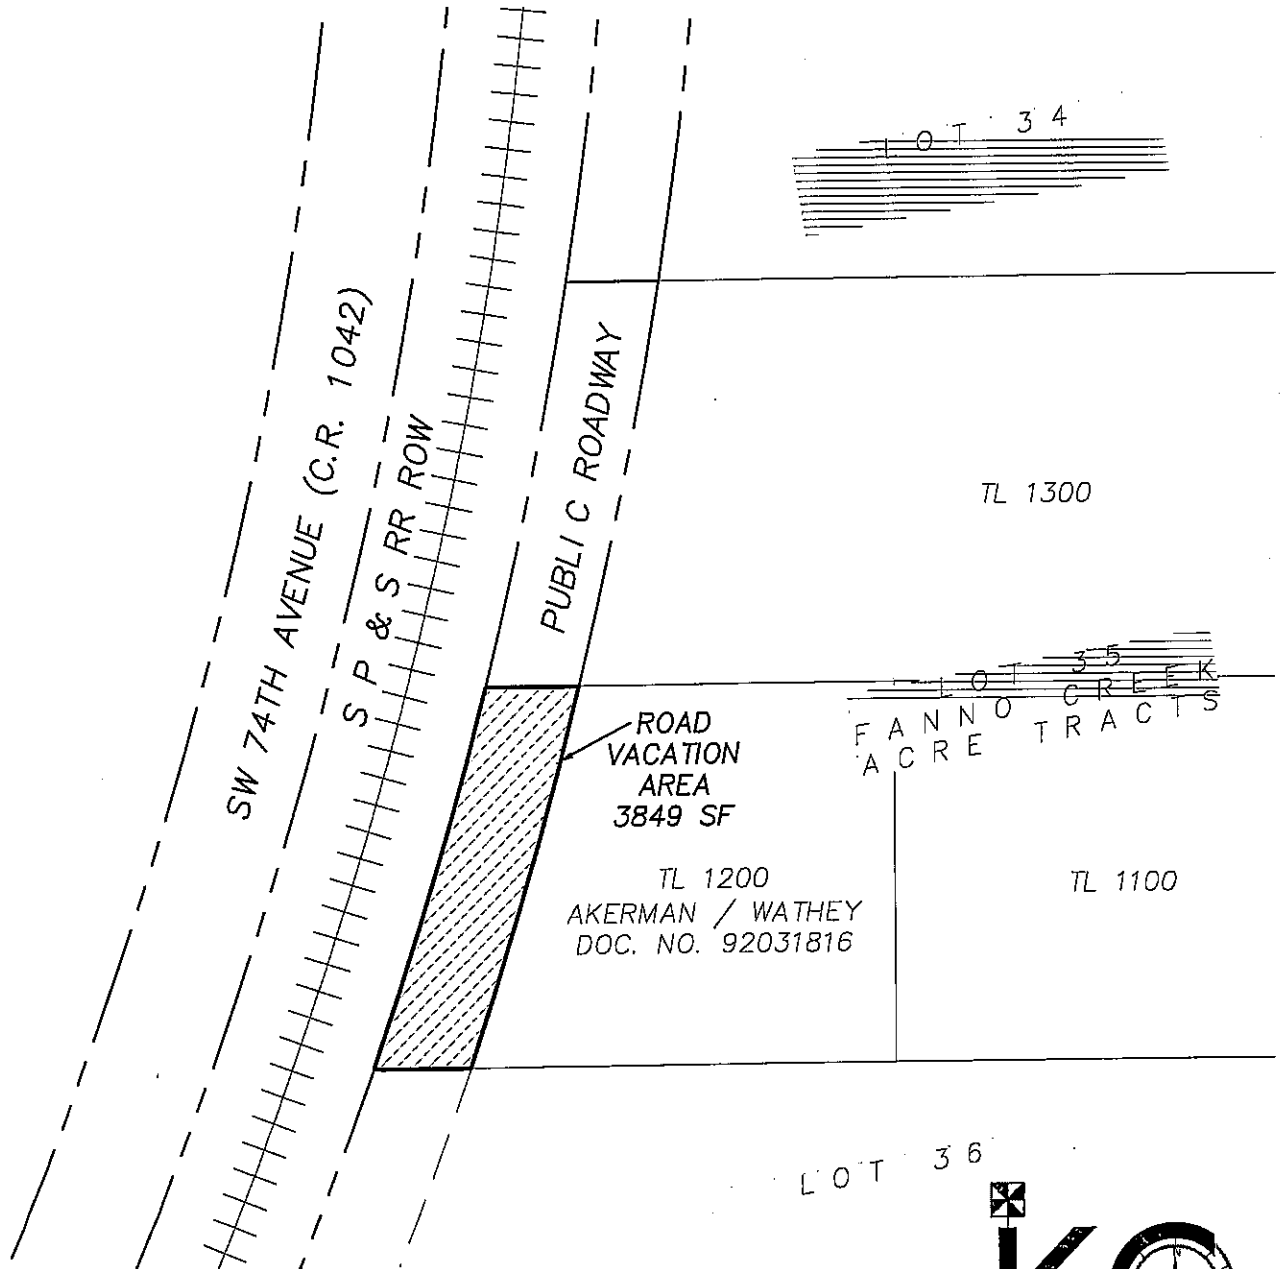 LOT 34
SW 74TH AVENUE (C.R. 1042)
S P & S RR ROW
PUBLIC ROADWAY
TL 1300
LOT 35
FANNO CREEK
ACRE TRACTS
ROAD
VACATION
AREA
3849 SF
TL 1200
AKERMAN / WATHEY
DOC. NO. 92031816
TL 1100
LOT 36